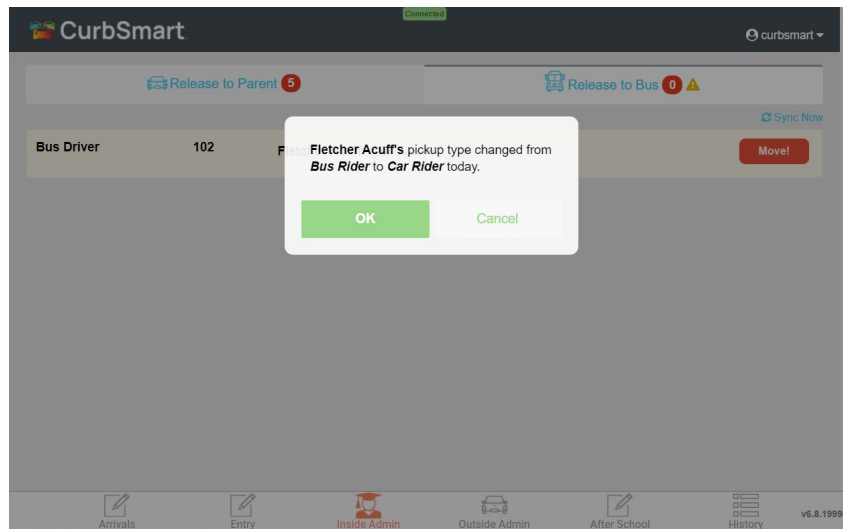 Connected
CurbSmart
curbsmart
Release to Parent 5
Release to Bus 0
Sync Now
Bus Driver 102
Move!
Fletcher Acuff's pickup type changed from
Bus Rider to Car Rider today.
OK Cancel
Arrivals Entry Inside Admin Outside Admin After School History v6.8.1999